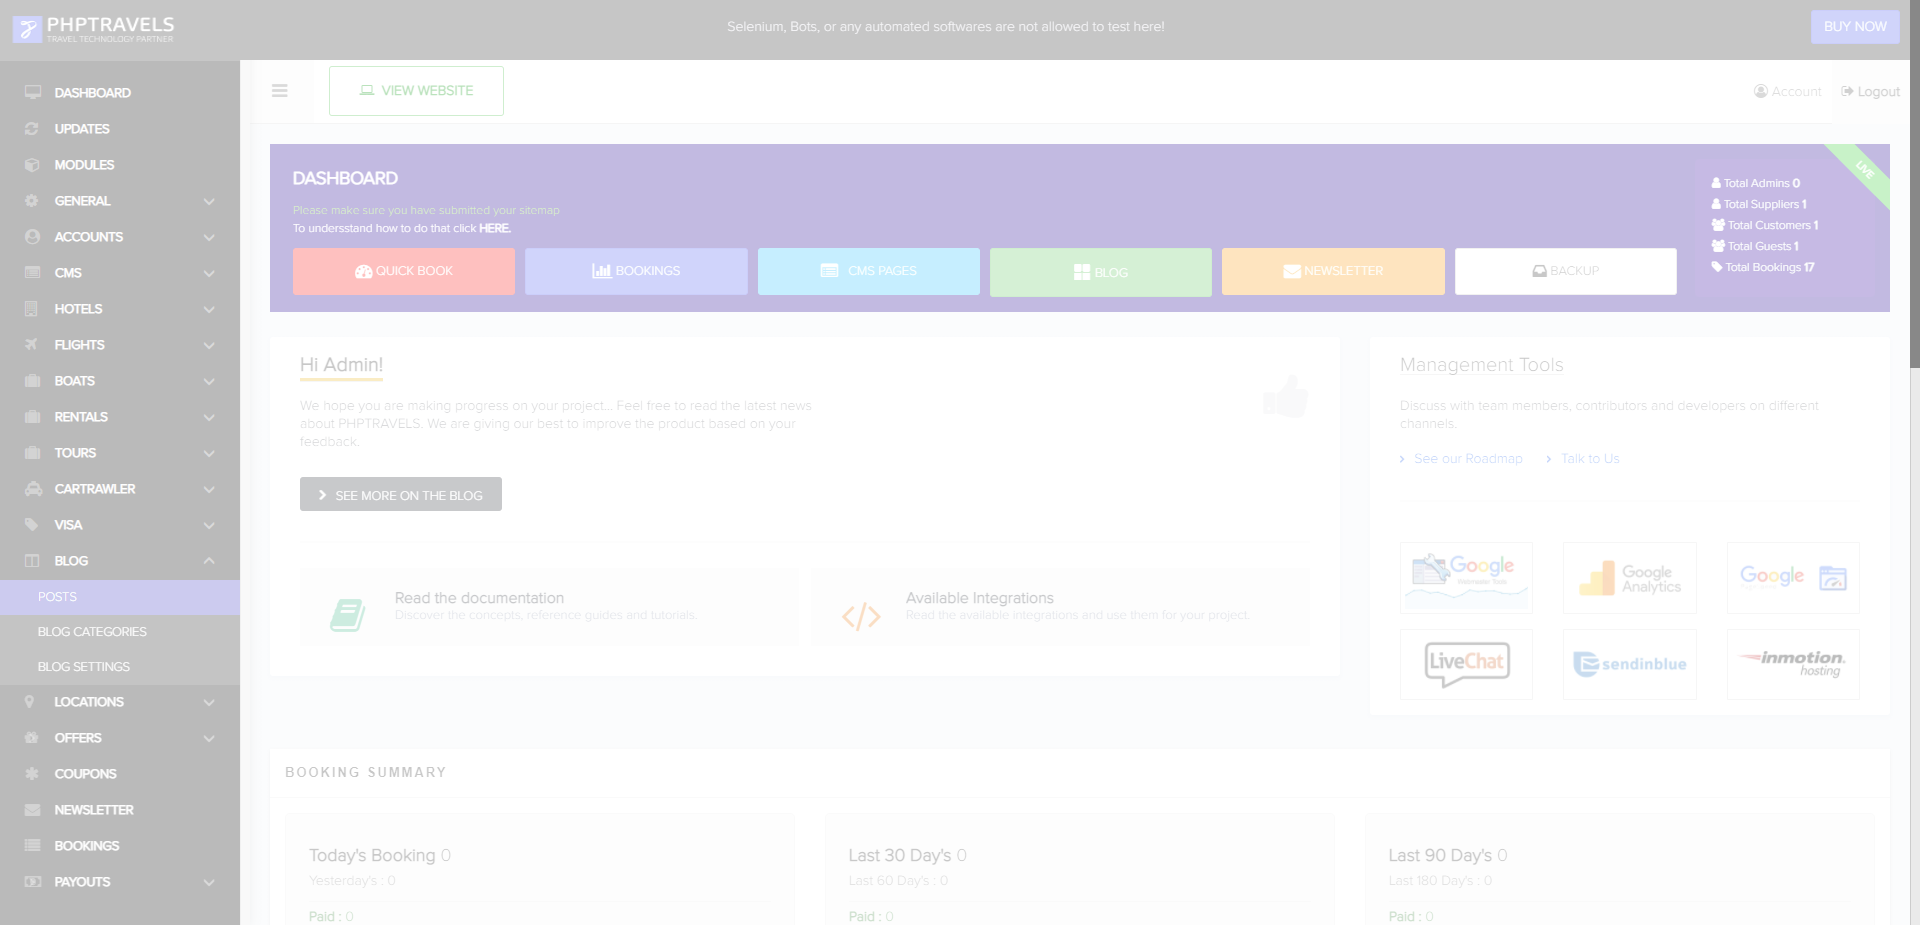 PHPTRAVELS
TRAVEL TECHNOLOGY PARTNER
Selenium, Bots, or any automated softwares are not allowed to test here!
BUY NOW
DASHBOARD
UPDATES
MODULES
GENERAL
ACCOUNTS
CMS
HOTELS
FLIGHTS
BOATS
RENTALS
TOURS
CARTRAWLER
VISA
BLOG
POSTS
BLOG CATEGORIES
BLOG SETTINGS
LOCATIONS
OFFERS
COUPONS
NEWSLETTER
BOOKINGS
PAYOUTS
VIEW WEBSITE
Account
Logout
DASHBOARD
Please make sure you have submitted your sitemap
To undersstand how to do that click HERE.
QUICK BOOK
BOOKINGS
CMS PAGES
BLOG
NEWSLETTER
BACKUP
Total Admins 0
Total Suppliers 1
Total Customers 1
Total Guests 1
Total Bookings 17
LIVE
Hi Admin!
We hope you are making progress on your project... Feel free to read the latest news
about PHPTRAVELS. We are giving our best to improve the product based on your
feedback.
SEE MORE ON THE BLOG
Read the documentation
Discover the concepts, reference guides and tutorials.
Available Integrations
Read the available integrations and use them for your project.
Management Tools
Discuss with team members, contributors and developers on different
channels.
See our Roadmap
Talk to Us
Google
Webmaster Tools
Google
Analytics
Google
LiveChat
sendinblue
inmotion
hosting
BOOKING SUMMARY
Today's Booking 0
Yesterday's : 0
Paid : 0
Last 30 Day's 0
Last 60 Day's : 0
Paid : 0
Last 90 Day's 0
Last 180 Day's : 0
Paid : 0